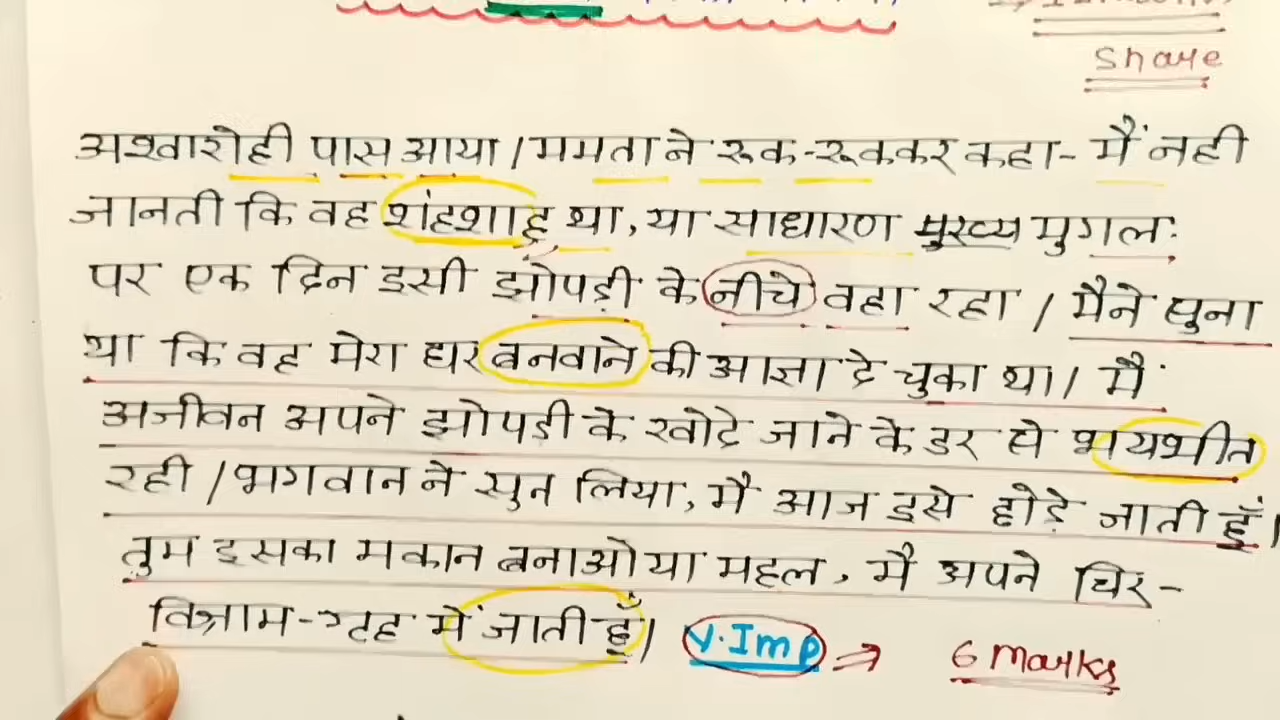 Share
अश्वारोही पास आया / ममता ने रूक-रूककर कहा- मैं नही
जानती कि वह शंहशाह था, या साधारण मुगल:
पर एक दिन इसी झोपड़ी के नीचे वहा रहा / मैने सुना
था कि वह मेरा घर बनवाने की आज्ञा दे चुका था / मै
अजीवन अपने झोपड़ी के खोदे जाने के डर से भयभीत
रही / भगवान ने सुन लिया, मै आज इसे छोड़े जाती हूँ।
तुम इसका मकान बनाओ या महल, मै अपने चिर-
विश्राम-गृह में जाती हूँ।
V.Imp → 6 Marks